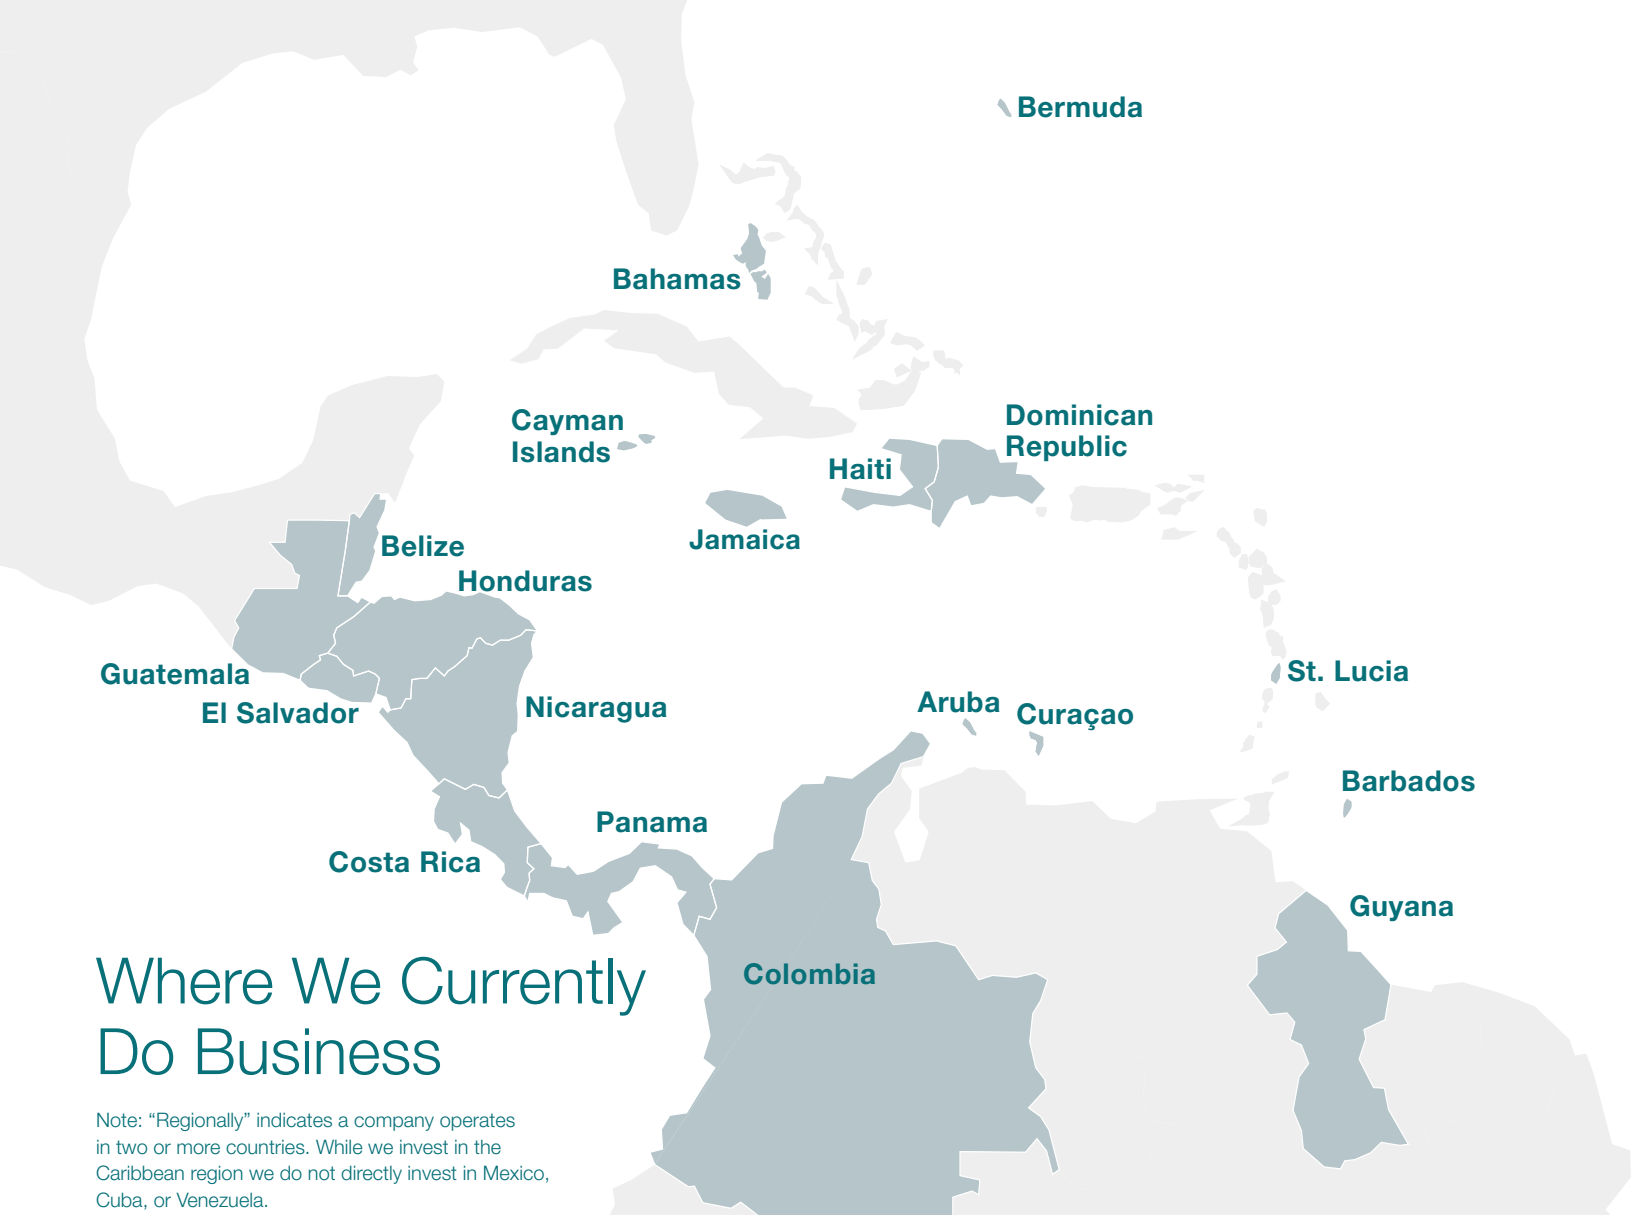 Bermuda
Bahamas
Cayman
Islands
Dominican
Republic
Haiti
Jamaica
Belize
Honduras
Guatemala
El Salvador
Nicaragua
St. Lucia
Aruba
Curaçao
Barbados
Panama
Costa Rica
Guyana
Colombia
Where We Currently
Do Business
Note: “Regionally” indicates a company operates
in two or more countries. While we invest in the
Caribbean region we do not directly invest in Mexico,
Cuba, or Venezuela.